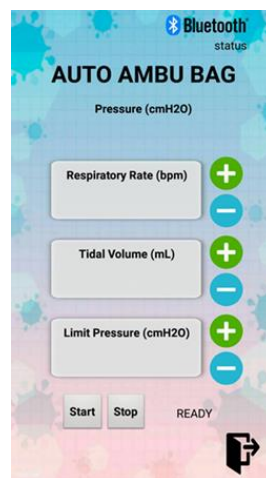 Bluetooth
status
AUTO AMBU BAG
Pressure (cmH2O)
Respiratory Rate (bpm)
Tidal Volume (mL)
Limit Pressure (cmH2O)
Start Stop READY